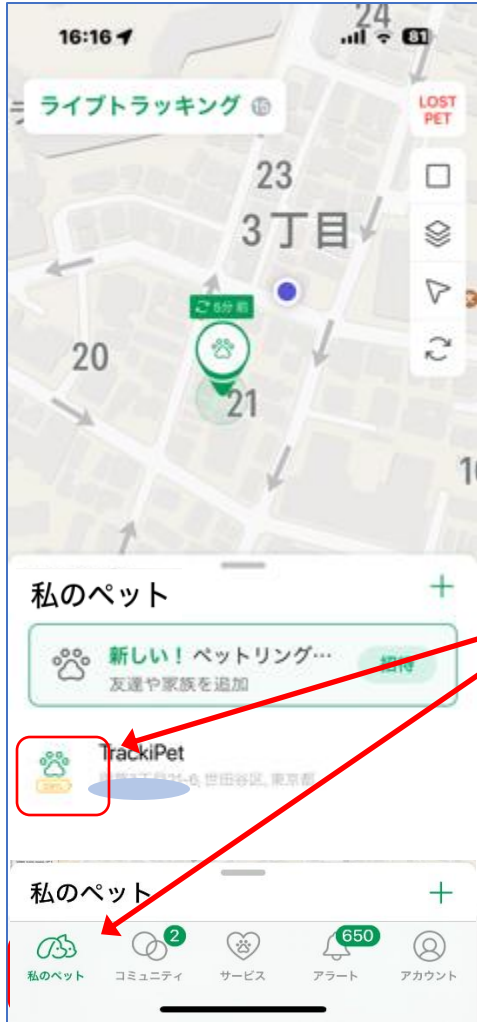 16:16
81
24
ライブトラッキング 15
LOST
PET
23
3丁目
5分前
20
21
私のペット
+
新しい！ペットリング…
招待
友達や家族を追加
TrackiPet
21-6, 世田谷区, 東京都
私のペット
+
2
650
私のペット
コミュニティ
サービス
アラート
アカウント